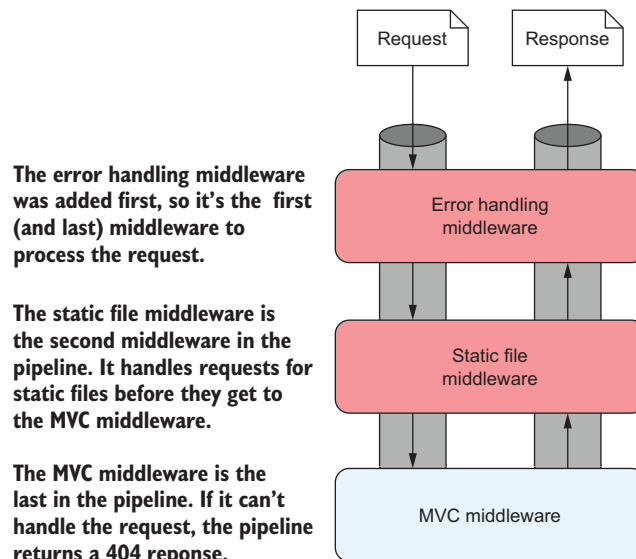 Request
Response
The error handling middleware
was added first, so it's the first
(and last) middleware to
process the request.
Error handling
middleware
The static file middleware is
the second middleware in the
pipeline. It handles requests for
static files before they get to
the MVC middleware.
Static file
middleware
The MVC middleware is the
last in the pipeline. If it can't
handle the request, the pipeline
returns a 404 reponse.
MVC middleware